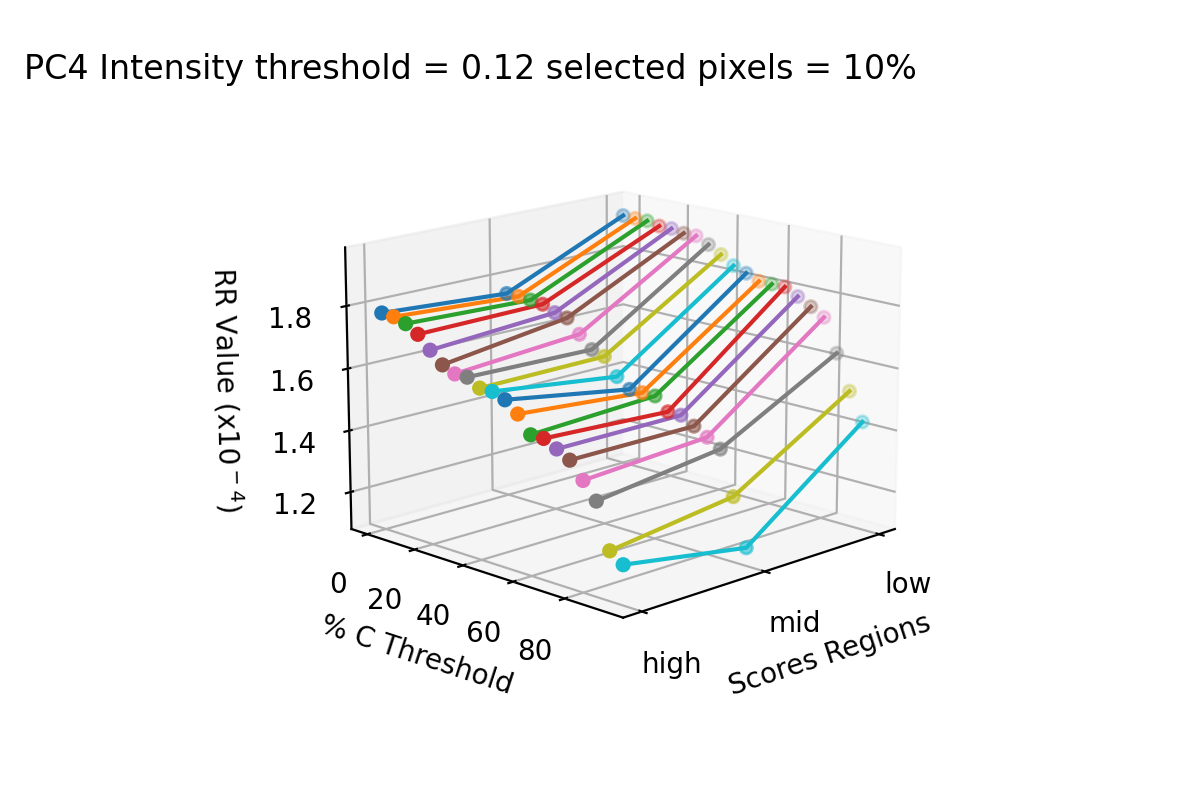 PC4 Intensity threshold = 0.12 selected pixels = 10%
RR Value (x10⁻⁴)
1.8
1.6
1.4
1.2
0
20
40
60
80
% C Threshold
high
mid
low
Scores Regions